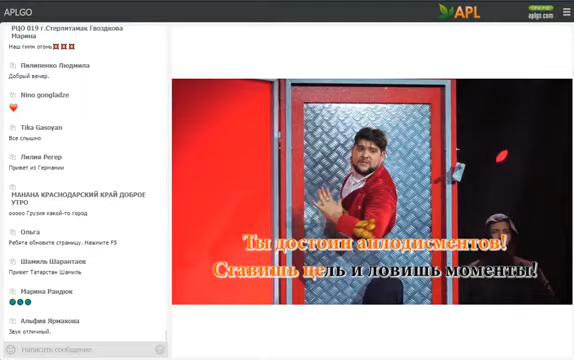 APLGO
APL
ONLINE
aplgo.com
РЦО 019 г.Стерлитамак Гвоздкова
Марина
Наш гимн огонь💥💥💥
Пилипенко Людмила
Добрый вечер.
Nino gongladze
❤
Tika Gasoyan
Все слышно
Лилия Регер
Привет из Германии
МАНАНА КРАСНОДАРСКИЙ КРАЙ ДОБРОЕ
УТРО
ооооо Грузия какой-то город
Ольга
Ребята обновите страницу. Нажмите F5
Шамиль Шарантаев
Привет Татарстан Шамиль
Марина Рандюк
Альфия Ярмакова
Звук отличный.
Написать сообщение
Ты достоин аплодисментов!
Ставишь цель и ловишь моменты!